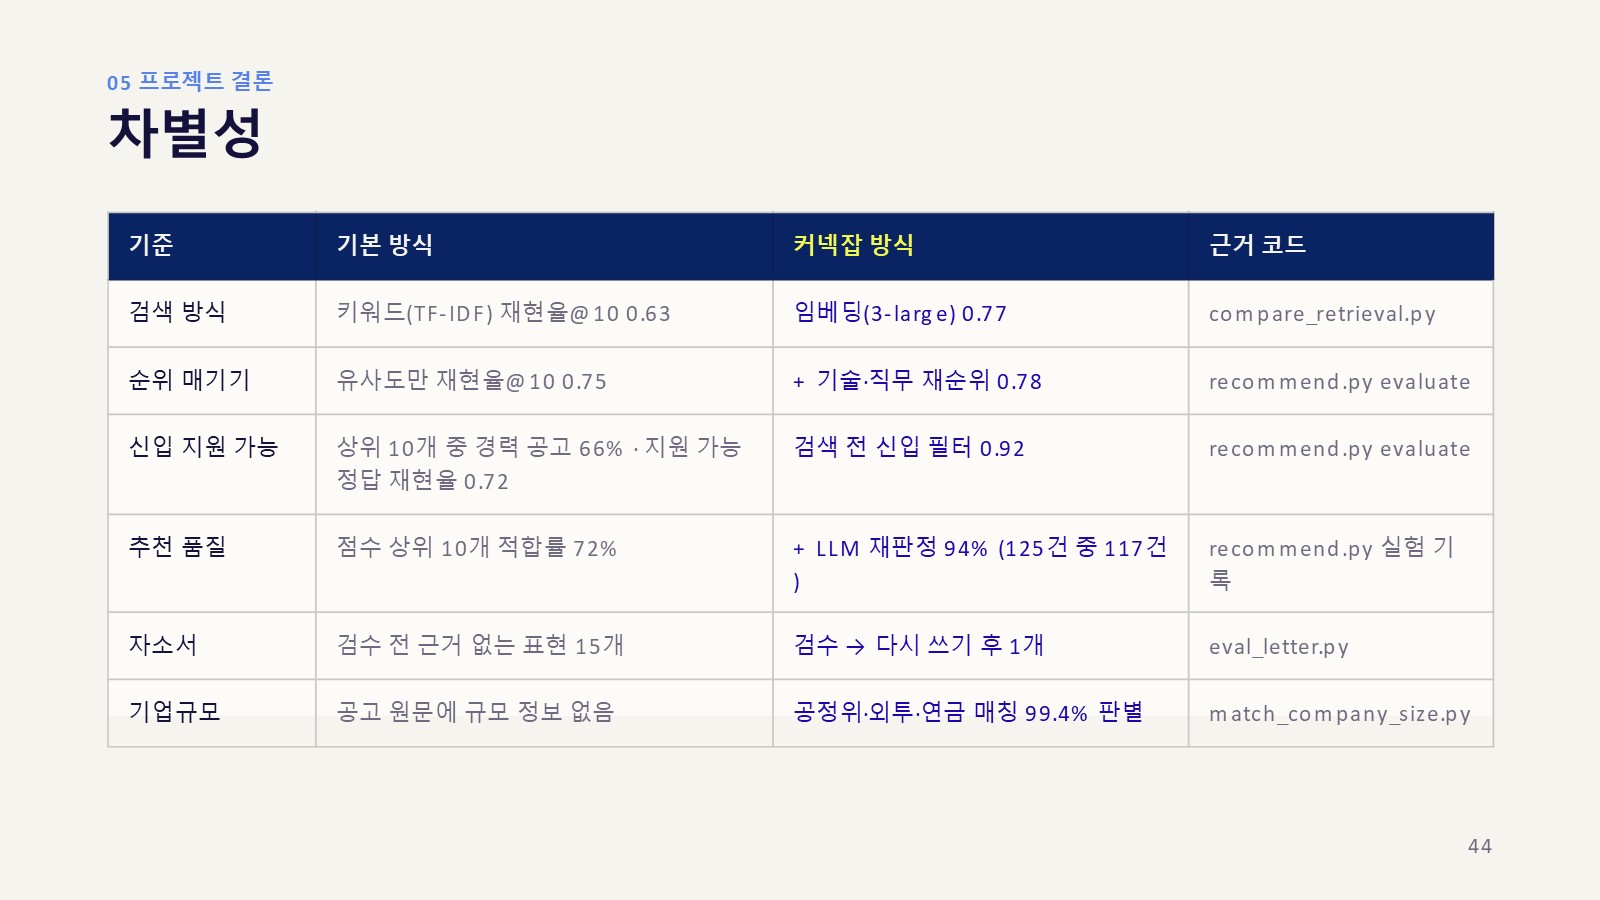 05 프로젝트 결론
차별성
기준 기본 방식 커넥잡 방식 근거 코드
검색 방식 키워드(TF-IDF) 재현율@10 0.63 임베딩(3-large) 0.77 compare_retrieval.py
순위 매기기 유사도만 재현율@10 0.75 + 기술·직무 재순위 0.78 recommend.py evaluate
신입 지원 가능 상위 10개 중 경력 공고 66% · 지원 가능 검색 전 신입 필터 0.92 recommend.py evaluate
정답 재현율 0.72
추천 품질 점수 상위 10개 적합률 72% + LLM 재판정 94% (125건 중 117건 recommend.py 실험 기
) 록
자소서 검수 전 근거 없는 표현 15개 검수 → 다시 쓰기 후 1개 eval_letter.py
기업규모 공고 원문에 규모 정보 없음 공정위·외투·연금 매칭 99.4% 판별 match_company_size.py
44